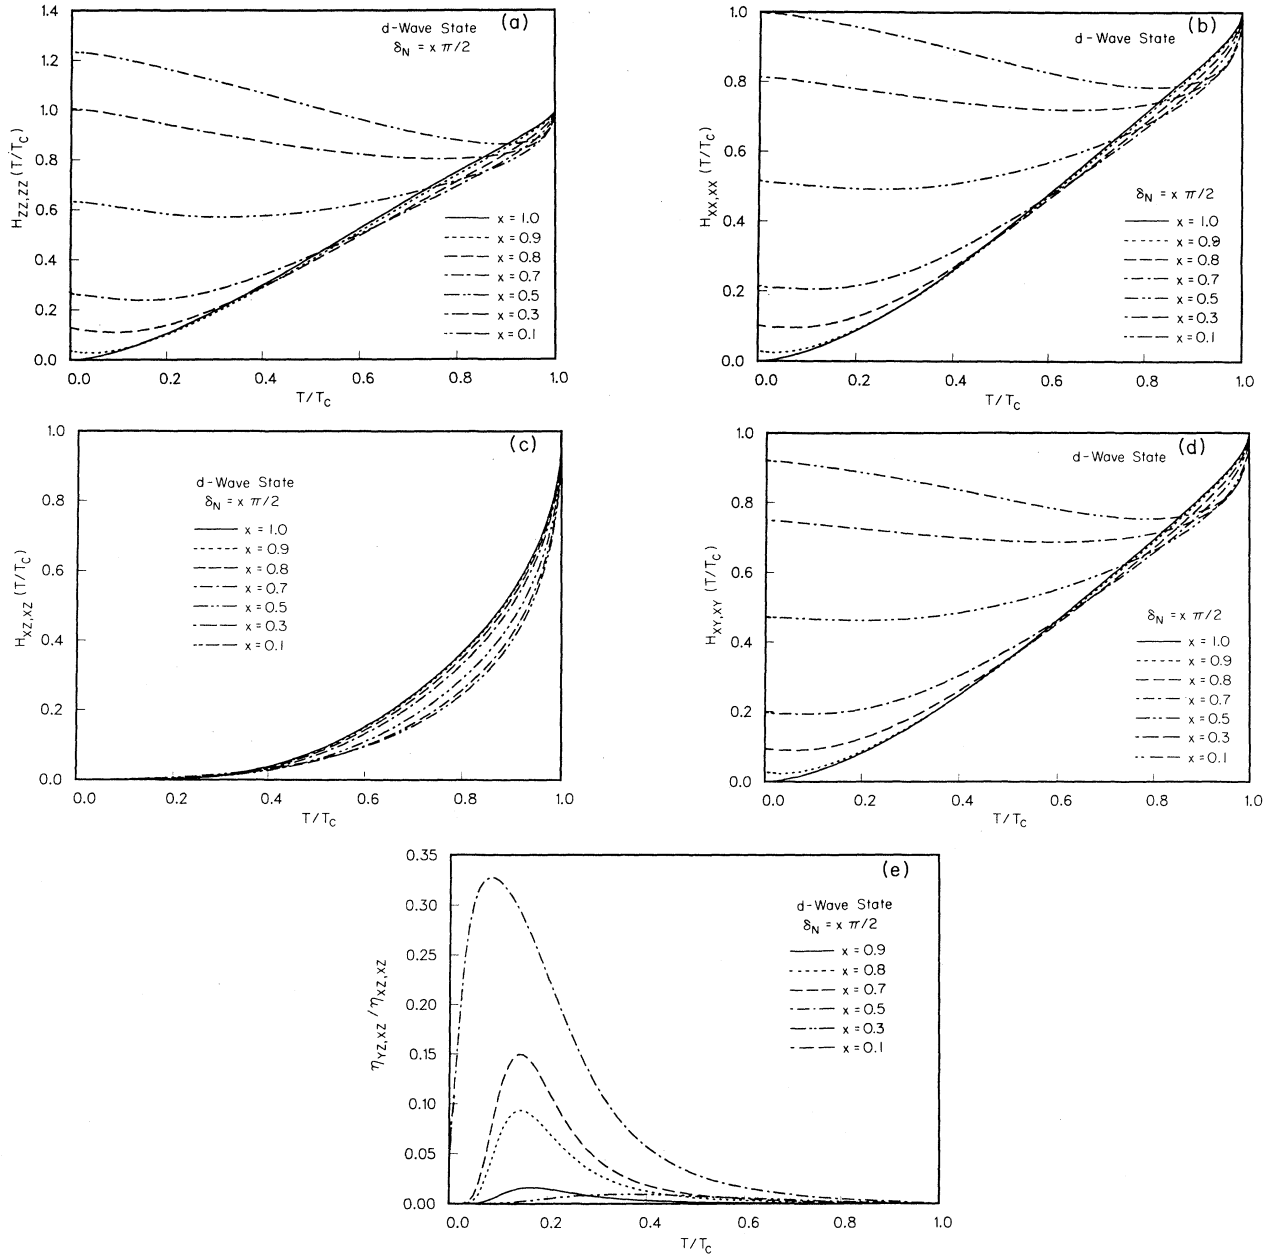 (a)
d-Wave State
δN = x π/2
1.4
1.2
1.0
0.8
0.6
0.4
0.2
0.0
HZZ,ZZ (T/TC)
x = 1.0
x = 0.9
x = 0.8
x = 0.7
x = 0.5
x = 0.3
x = 0.1
0.0 0.2 0.4 0.6 0.8 1.0
T/TC
(b)
d-Wave State
1.0
0.8
0.6
0.4
0.2
0.0
HXX,XX (T/TC)
δN = x π/2
x = 1.0
x = 0.9
x = 0.8
x = 0.7
x = 0.5
x = 0.3
x = 0.1
0.0 0.2 0.4 0.6 0.8 1.0
T/TC
(c)
d-Wave State
δN = x π/2
1.0
0.8
0.6
0.4
0.2
0.0
HXZ,XZ (T/TC)
x = 1.0
x = 0.9
x = 0.8
x = 0.7
x = 0.5
x = 0.3
x = 0.1
0.0 0.2 0.4 0.6 0.8 1.0
T/TC
(d)
d-Wave State
1.0
0.8
0.6
0.4
0.2
0.0
HXY,XY (T/TC)
δN = x π/2
x = 1.0
x = 0.9
x = 0.8
x = 0.7
x = 0.5
x = 0.3
x = 0.1
0.0 0.2 0.4 0.6 0.8 1.0
T/TC
(e)
d-Wave State
δN = x π/2
0.35
0.30
0.25
0.20
0.15
0.10
0.05
0.00
ηYZ,XZ / ηXZ,XZ
x = 0.9
x = 0.8
x = 0.7
x = 0.5
x = 0.3
x = 0.1
0.0 0.2 0.4 0.6 0.8 1.0
T/TC